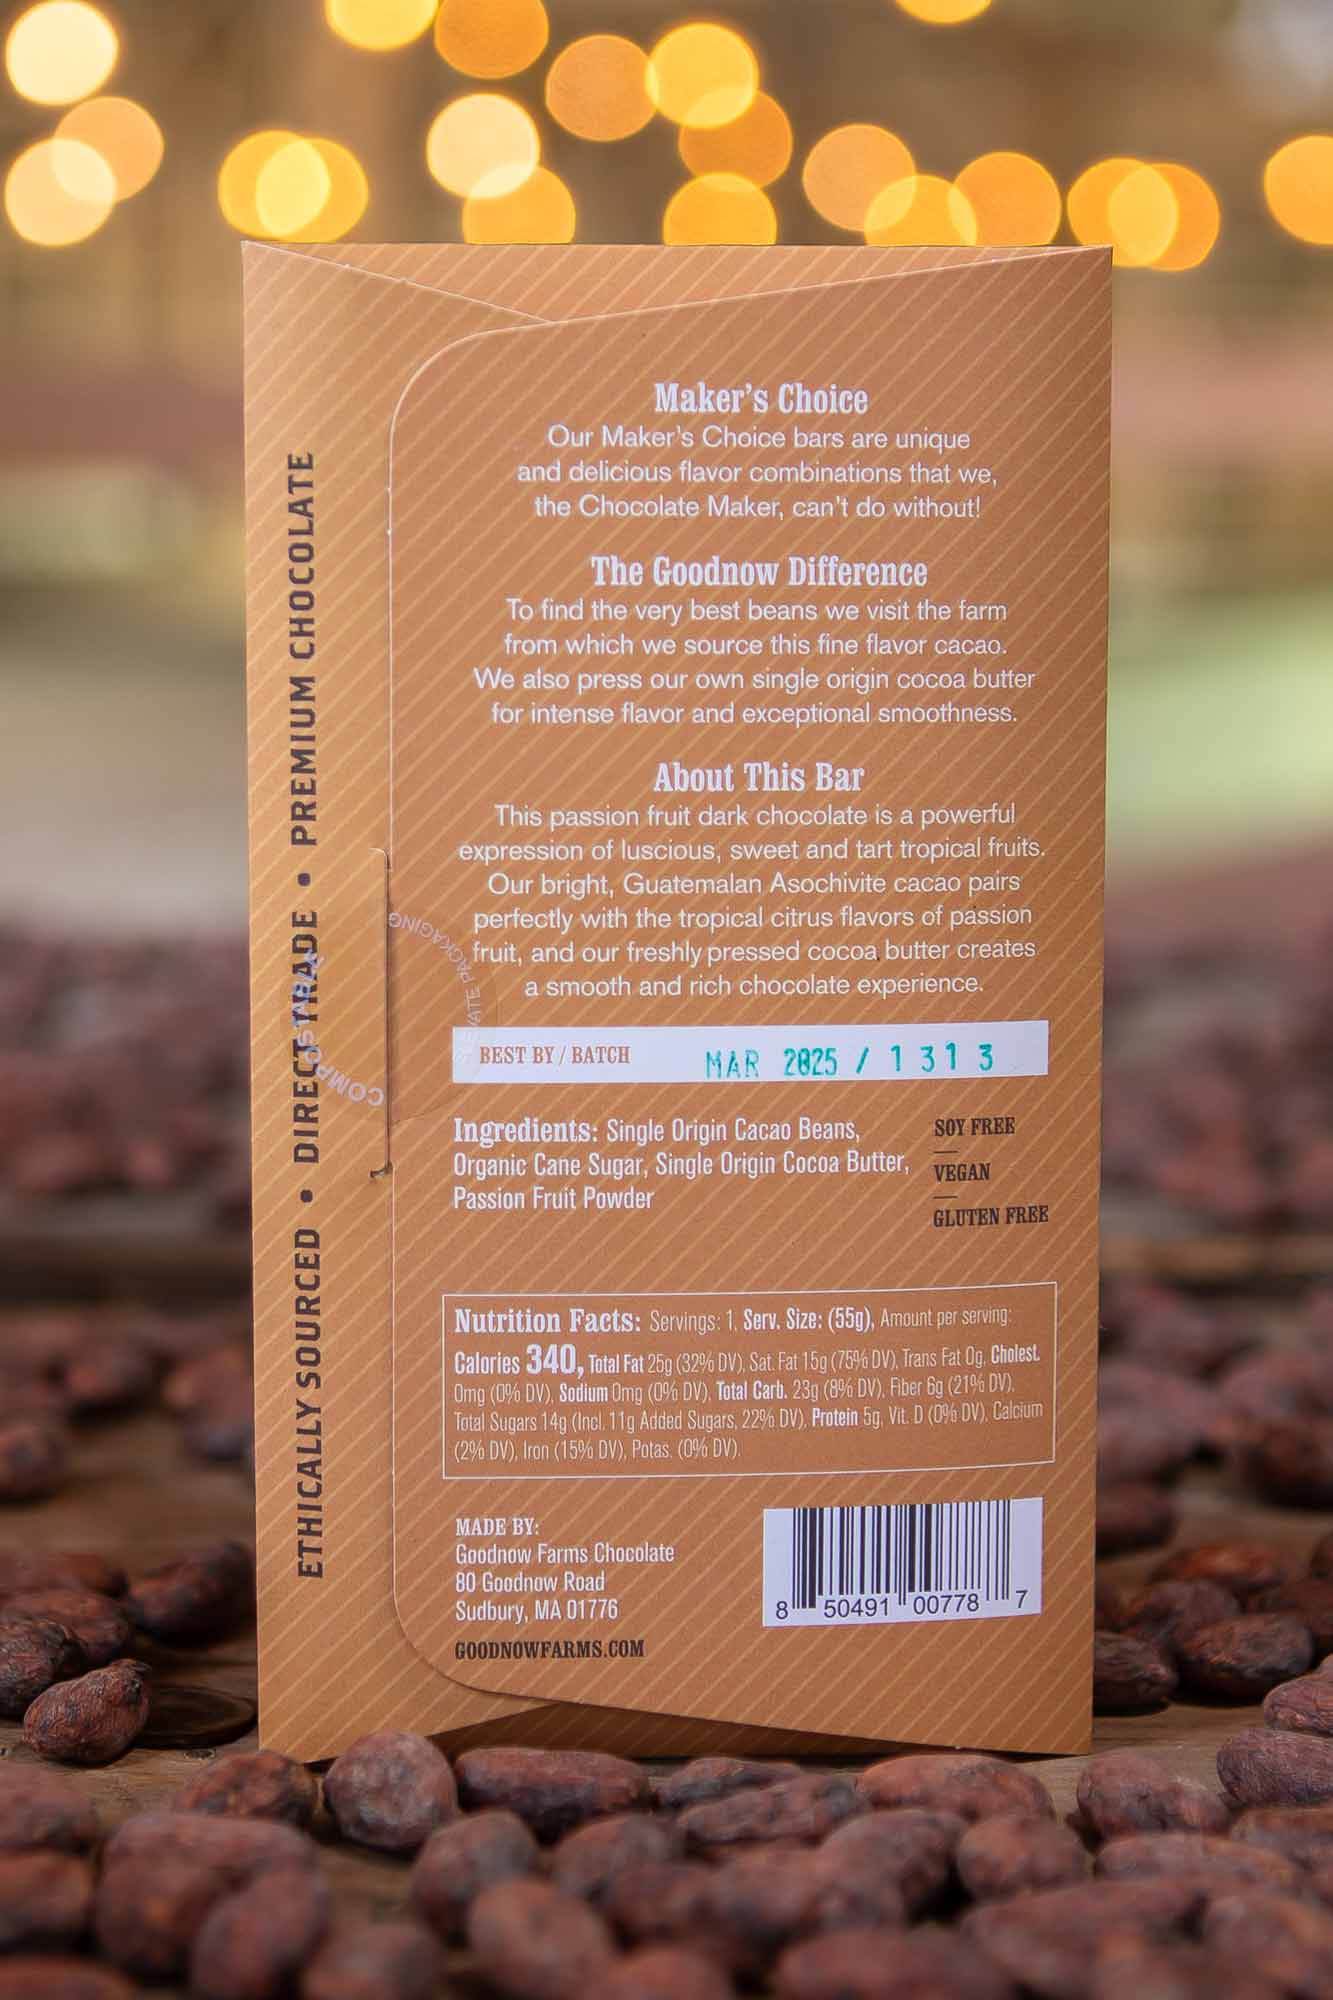 Maker's Choice
Our Maker's Choice bars are unique
and delicious flavor combinations that we,
the Chocolate Maker, can't do without!
The Goodnow Difference
To find the very best beans we visit the farm
from which we source this fine flavor cacao.
We also press our own single origin cocoa butter
for intense flavor and exceptional smoothness.
About This Bar
This passion fruit dark chocolate is a powerful
expression of luscious, sweet and tart tropical fruits.
Our bright, Guatemalan Asochivite cacao pairs
perfectly with the tropical citrus flavors of passion
fruit, and our freshly pressed cocoa butter creates
a smooth and rich chocolate experience.
BEST BY / BATCH MAR 2025 / 1313
Ingredients: Single Origin Cacao Beans,
Organic Cane Sugar, Single Origin Cocoa Butter,
Passion Fruit Powder
SOY FREE
VEGAN
GLUTEN FREE
Nutrition Facts: Servings: 1, Serv. Size: (55g), Amount per serving:
Calories 340, Total Fat 25g (32% DV), Sat. Fat 15g (75% DV), Trans Fat 0g, Cholest.
0mg (0% DV), Sodium 0mg (0% DV), Total Carb. 23g (8% DV), Fiber 6g (21% DV),
Total Sugars 14g (Incl. 11g Added Sugars, 22% DV), Protein 5g, Vit. D (0% DV), Calcium
(2% DV), Iron (15% DV), Potas. (0% DV).
MADE BY:
Goodnow Farms Chocolate
80 Goodnow Road
Sudbury, MA 01776
GOODNOWFARMS.COM
8 50491 00778 7
ETHICALLY SOURCED • DIRECT TRADE • PREMIUM CHOCOLATE
PACKAGING